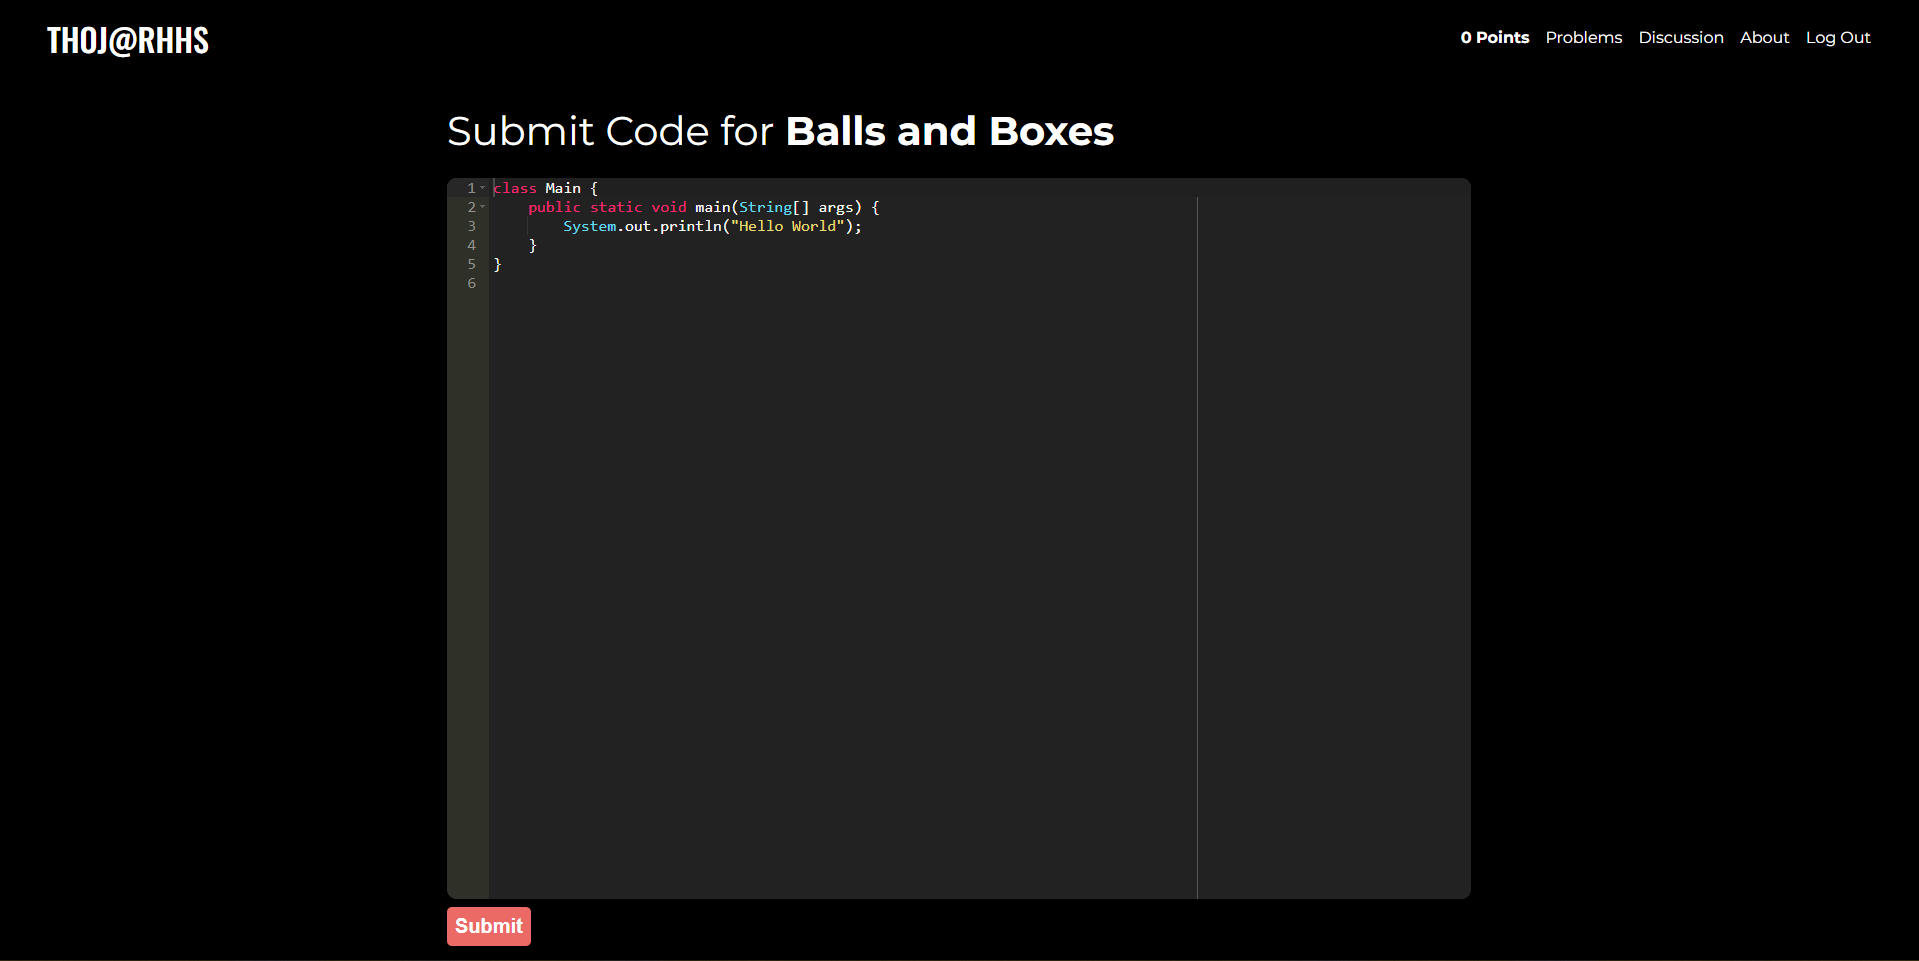 THOJ@RHHS
0 Points Problems Discussion About Log Out
Submit Code for Balls and Boxes
1 class Main {
2     public static void main(String[] args) {
3         System.out.println("Hello World");
4     }
5 }
6
Submit